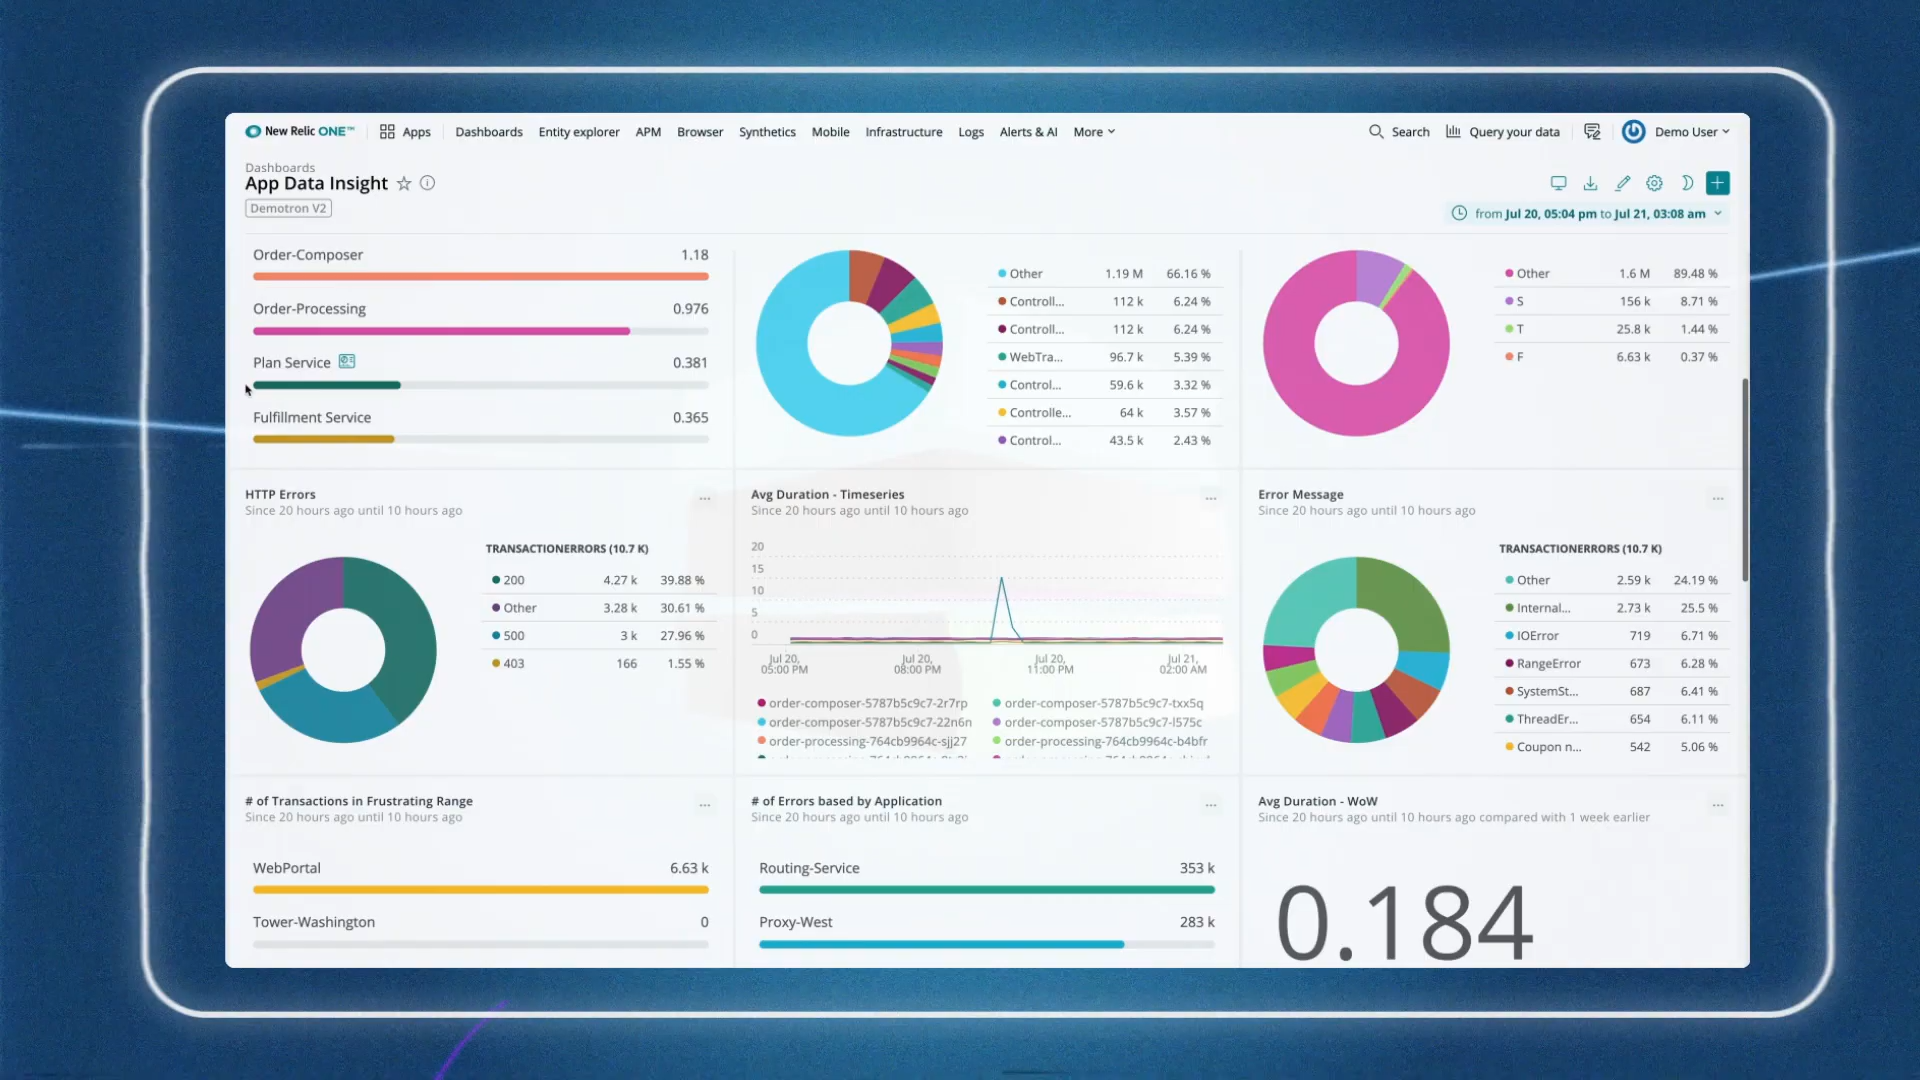 New Relic ONE™ Apps Dashboards Entity explorer APM Browser Synthetics Mobile Infrastructure Logs Alerts & AI More Search Query your data Demo User
Dashboards
App Data Insight
Demotron V2
from Jul 20, 05:04 pm to Jul 21, 03:08 am
Order-Composer 1.18
Order-Processing 0.976
Plan Service 0.381
Fulfillment Service 0.365
Other 1.19 M 66.16 %
Controll... 112 k 6.24 %
Controll... 112 k 6.24 %
WebTra... 96.7 k 5.39 %
Control... 59.6 k 3.32 %
Controlle... 64 k 3.57 %
Control... 43.5 k 2.43 %
Other 1.6 M 89.48 %
S 156 k 8.71 %
T 25.8 k 1.44 %
F 6.63 k 0.37 %
HTTP Errors
Since 20 hours ago until 10 hours ago
TRANSACTIONERRORS (10.7 K)
200 4.27 k 39.88 %
Other 3.28 k 30.61 %
500 3 k 27.96 %
403 166 1.55 %
Avg Duration - Timeseries
Since 20 hours ago until 10 hours ago
20
15
10
5
0
Jul 20, 05:00 PM
Jul 20, 08:00 PM
Jul 20, 11:00 PM
Jul 21, 02:00 AM
order-composer-5787b5c9c7-2r7rp order-composer-5787b5c9c7-txx5q
order-composer-5787b5c9c7-22n6n order-composer-5787b5c9c7-l575c
order-processing-764cb9964c-sjj27 order-processing-764cb9964c-b4bfr
Error Message
Since 20 hours ago until 10 hours ago
TRANSACTIONERRORS (10.7 K)
Other 2.59 k 24.19 %
Internal... 2.73 k 25.5 %
IOError 719 6.71 %
RangeError 673 6.28 %
SystemSt... 687 6.41 %
ThreadEr... 654 6.11 %
Coupon n... 542 5.06 %
# of Transactions in Frustrating Range
Since 20 hours ago until 10 hours ago
WebPortal 6.63 k
Tower-Washington 0
# of Errors based by Application
Since 20 hours ago until 10 hours ago
Routing-Service 353 k
Proxy-West 283 k
Avg Duration - WoW
Since 20 hours ago until 10 hours ago compared with 1 week earlier
0.184